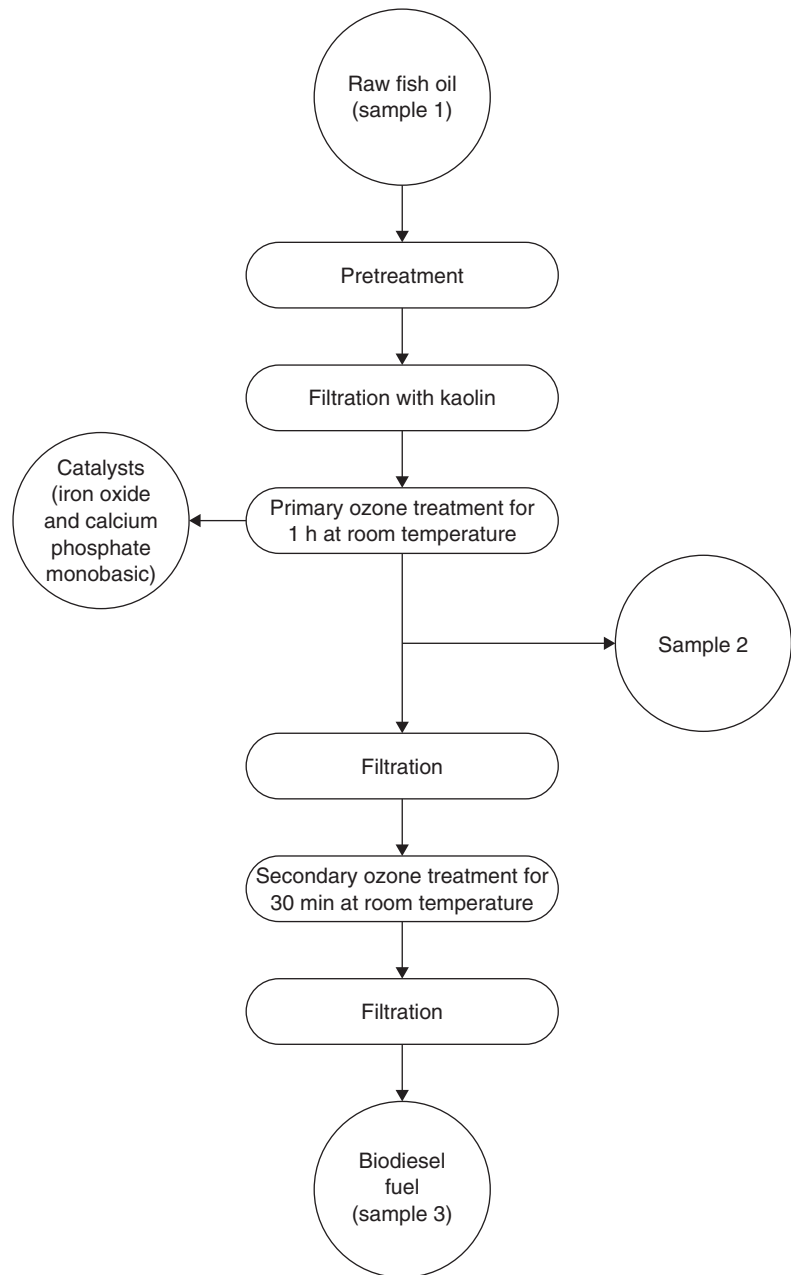 Raw fish oil
(sample 1)
Pretreatment
Filtration with kaolin
Catalysts
(iron oxide
and calcium
phosphate
monobasic)
Primary ozone treatment for
1 h at room temperature
Sample 2
Filtration
Secondary ozone treatment for
30 min at room temperature
Filtration
Biodiesel
fuel
(sample 3)